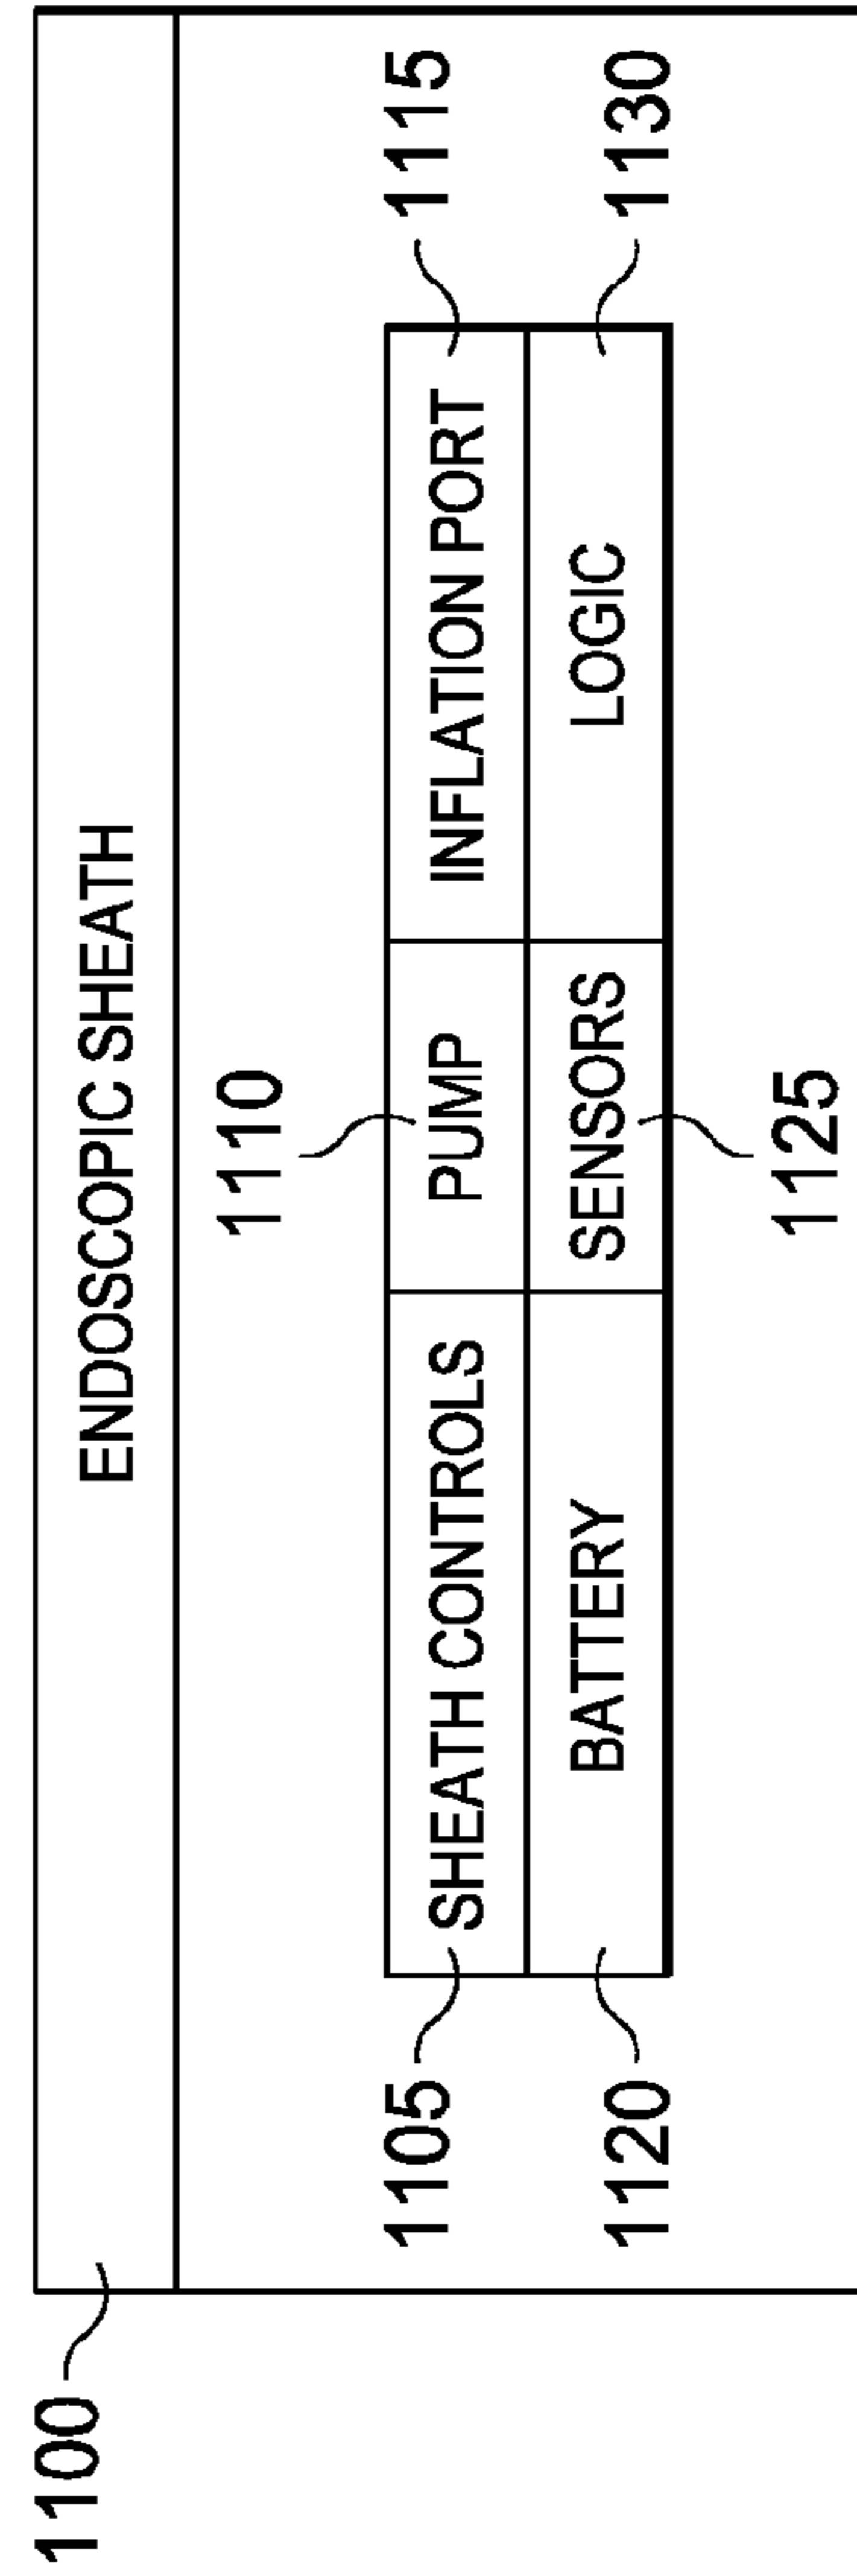 1100
ENDOSCOPIC SHEATH
1110
1105
SHEATH CONTROLS
PUMP
INFLATION PORT
1115
1120
BATTERY
SENSORS
LOGIC
1130
1125